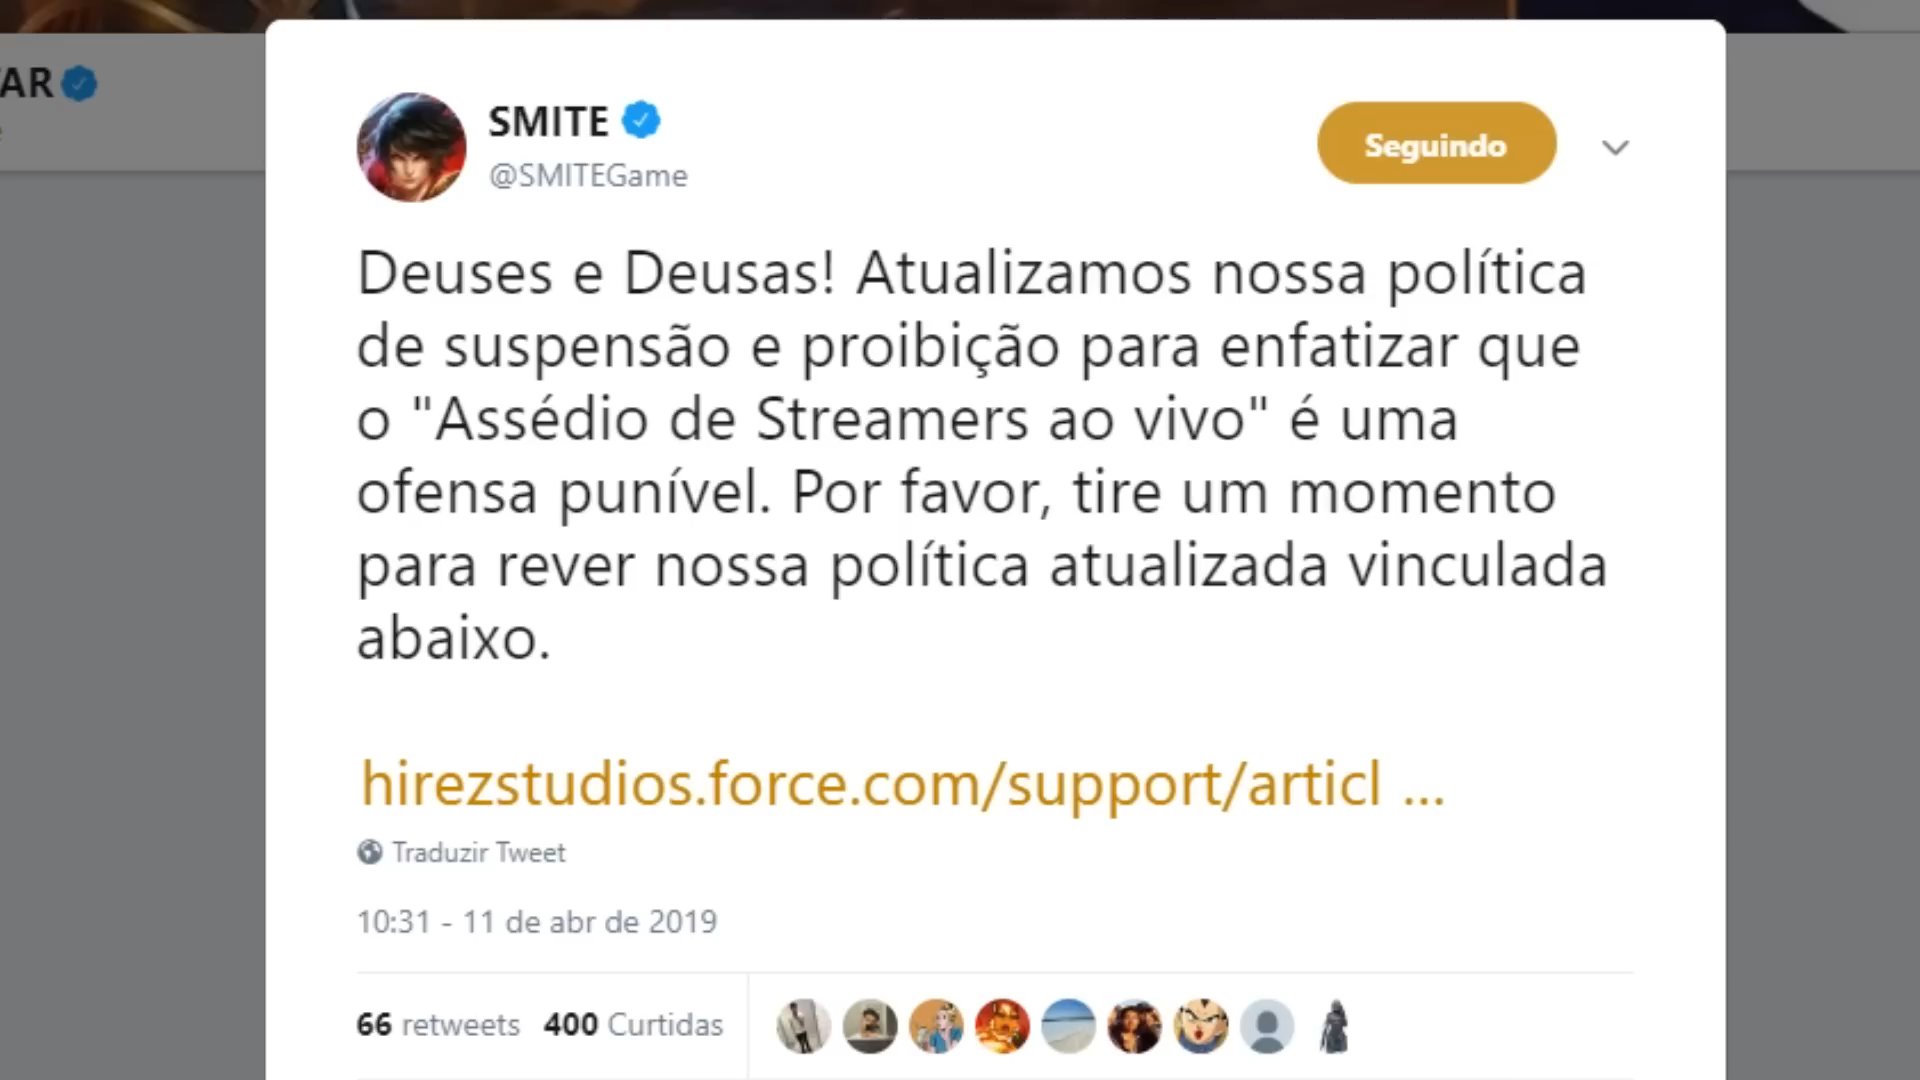 AR
SMITE
@SMITEGame
Seguindo
Deuses e Deusas! Atualizamos nossa política
de suspensão e proibição para enfatizar que
o "Assédio de Streamers ao vivo" é uma
ofensa punível. Por favor, tire um momento
para rever nossa política atualizada vinculada
abaixo.
hirezstudios.force.com/support/articl ...
Traduzir Tweet
10:31 - 11 de abr de 2019
66 retweets 400 Curtidas